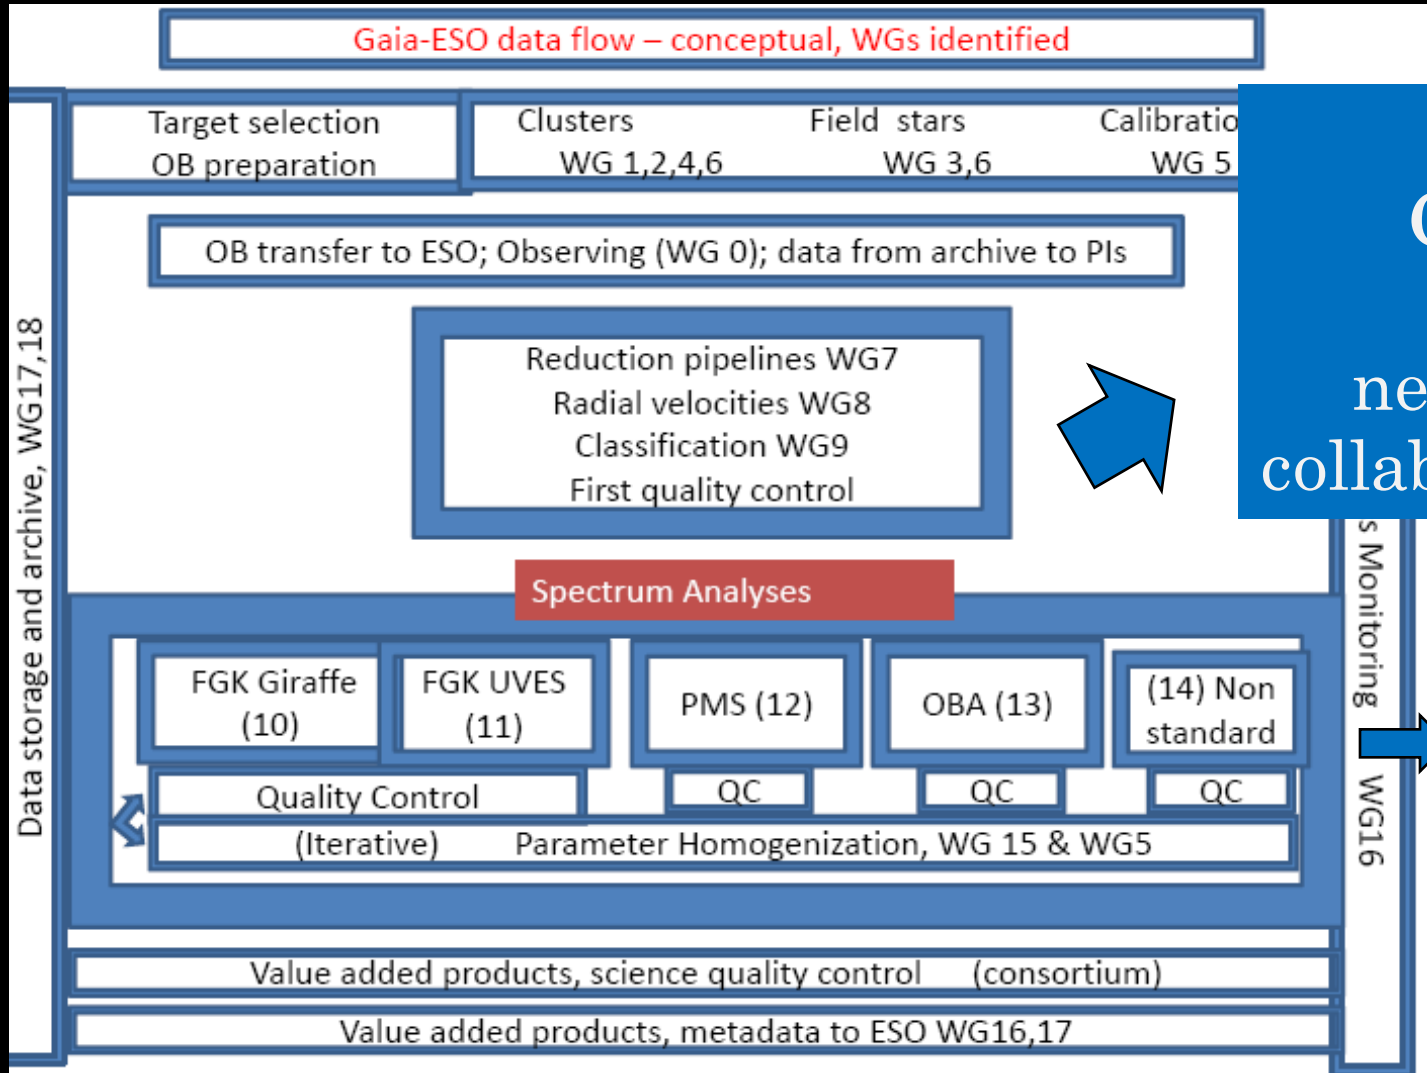 Gaia-ESO data flow – conceptual, WGs identified
Target selection
OB preparation
Clusters Field stars
WG 1,2,4,6 WG 3,6 WG 5
OB transfer to ESO; Observing (WG 0); data from archive to PIs
Reduction pipelines WG7
Radial velocities WG8
Classification WG9
First quality control
Data storage and archive, WG17,18
Spectrum Analyses
FGK Giraffe
(10)
FGK UVES
(11)
PMS (12)
OBA (13)
(14) Non
standard
Quality Control
QC
QC
QC
(Iterative) Parameter Homogenization, WG 15 & WG5
Monitoring WG16
Value added products, science quality control (consortium)
Value added products, metadata to ESO WG16,17